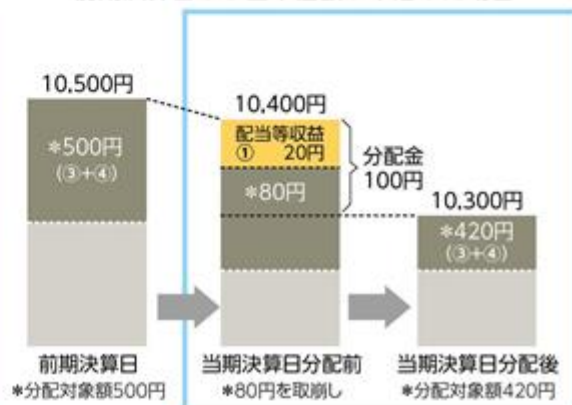 10,500円
*500円
(③+④)
前期決算日
*分配対象額500円
10,400円
配当等収益
① 20円
*80円
分配金
100円
当期決算日分配前
*80円を取崩し
10,300円
*420円
(③+④)
当期決算日分配後
*分配対象額420円